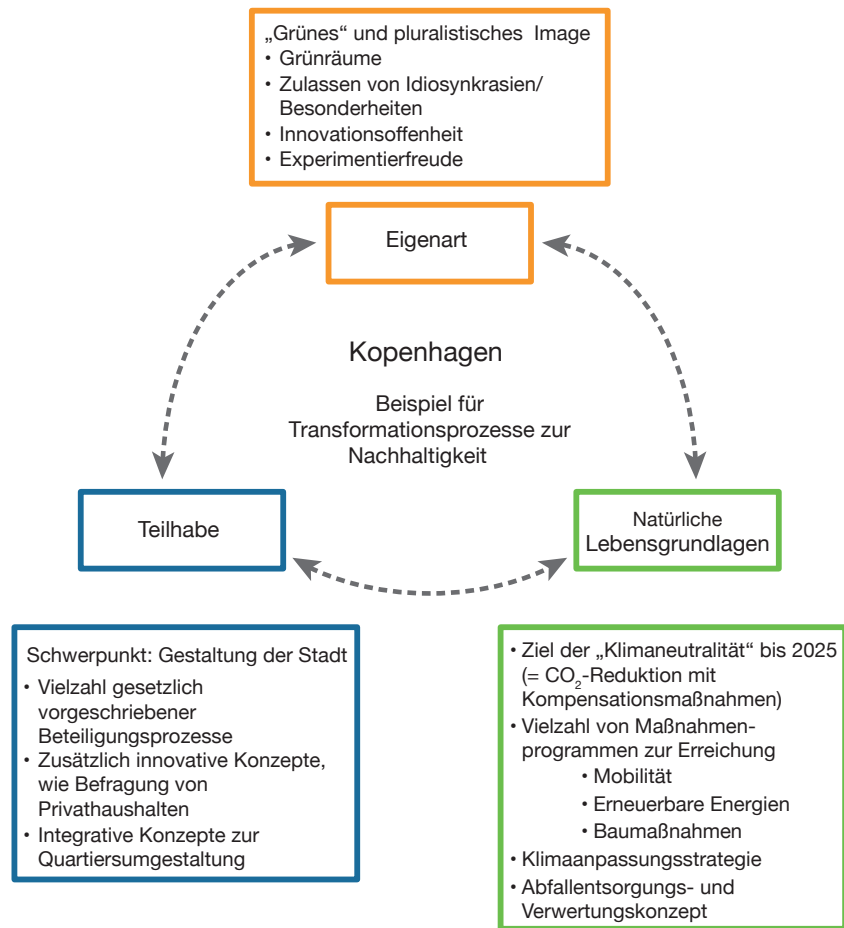 „Grünes“ und pluralistisches Image
• Grünräume
• Zulassen von Idiosynkrasien/
Besonderheiten
• Innovationsoffenheit
• Experimentierfreude
Eigenart
Kopenhagen
Beispiel für
Transformationsprozesse zur
Nachhaltigkeit
Teilhabe
Natürliche
Lebensgrundlagen
Schwerpunkt: Gestaltung der Stadt
• Vielzahl gesetzlich
vorgeschriebener
Beteiligungsprozesse
• Zusätzlich innovative Konzepte,
wie Befragung von
Privathaushalten
• Integrative Konzepte zur
Quartiersumgestaltung
• Ziel der „Klimaneutralität“ bis 2025
(= CO₂-Reduktion mit
Kompensationsmaßnahmen)
• Vielzahl von Maßnahmen-
programmen zur Erreichung
• Mobilität
• Erneuerbare Energien
• Baumaßnahmen
• Klimaanpassungsstrategie
• Abfallentsorgungs- und
Verwertungskonzept